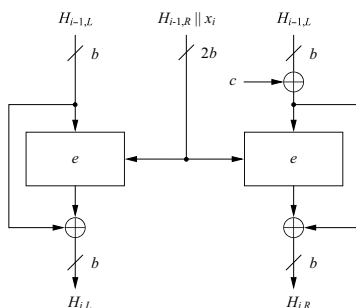 H_{i−1,L} H_{i−1,R} || x_i H_{i−1,L}
b 2b b
c
e e
b b
H_{i,L} H_{i,R}